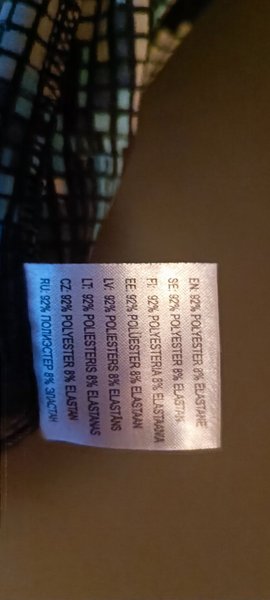 EN: 92% POLYESTER 8% ELASTANE
SE: 92% POLYESTER 8% ELASTAN
FI: 92% POLYESTERIA 8% ELASTAANIA
EE: 92% POLÜESTER 8% ELASTAAN
LV: 92% POLIESTERIS 8% ELASTĀNS
LT: 92% POLIESTERIS 8% ELASTANAS
CZ: 92% POLYESTER 8% ELASTAN
RU: 92% ПОЛИЭСТЕР 8% ЭЛАСТАН